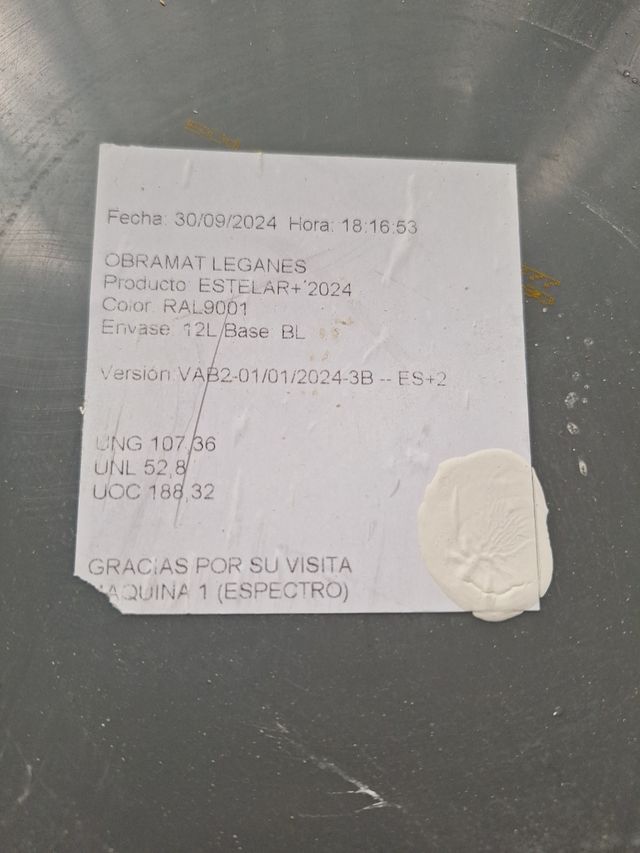 Fecha: 30/09/2024 Hora: 18:16:53
OBRAMAT LEGANES
Producto: ESTELAR+'2024
Color: RAL9001
Envase: 12L Base: BL
Versión:VAB2-01/01/2024-3B -- ES+2
UNG 107,36
UNL 52,8
UOC 188,32
GRACIAS POR SU VISITA
MAQUINA 1 (ESPECTRO)